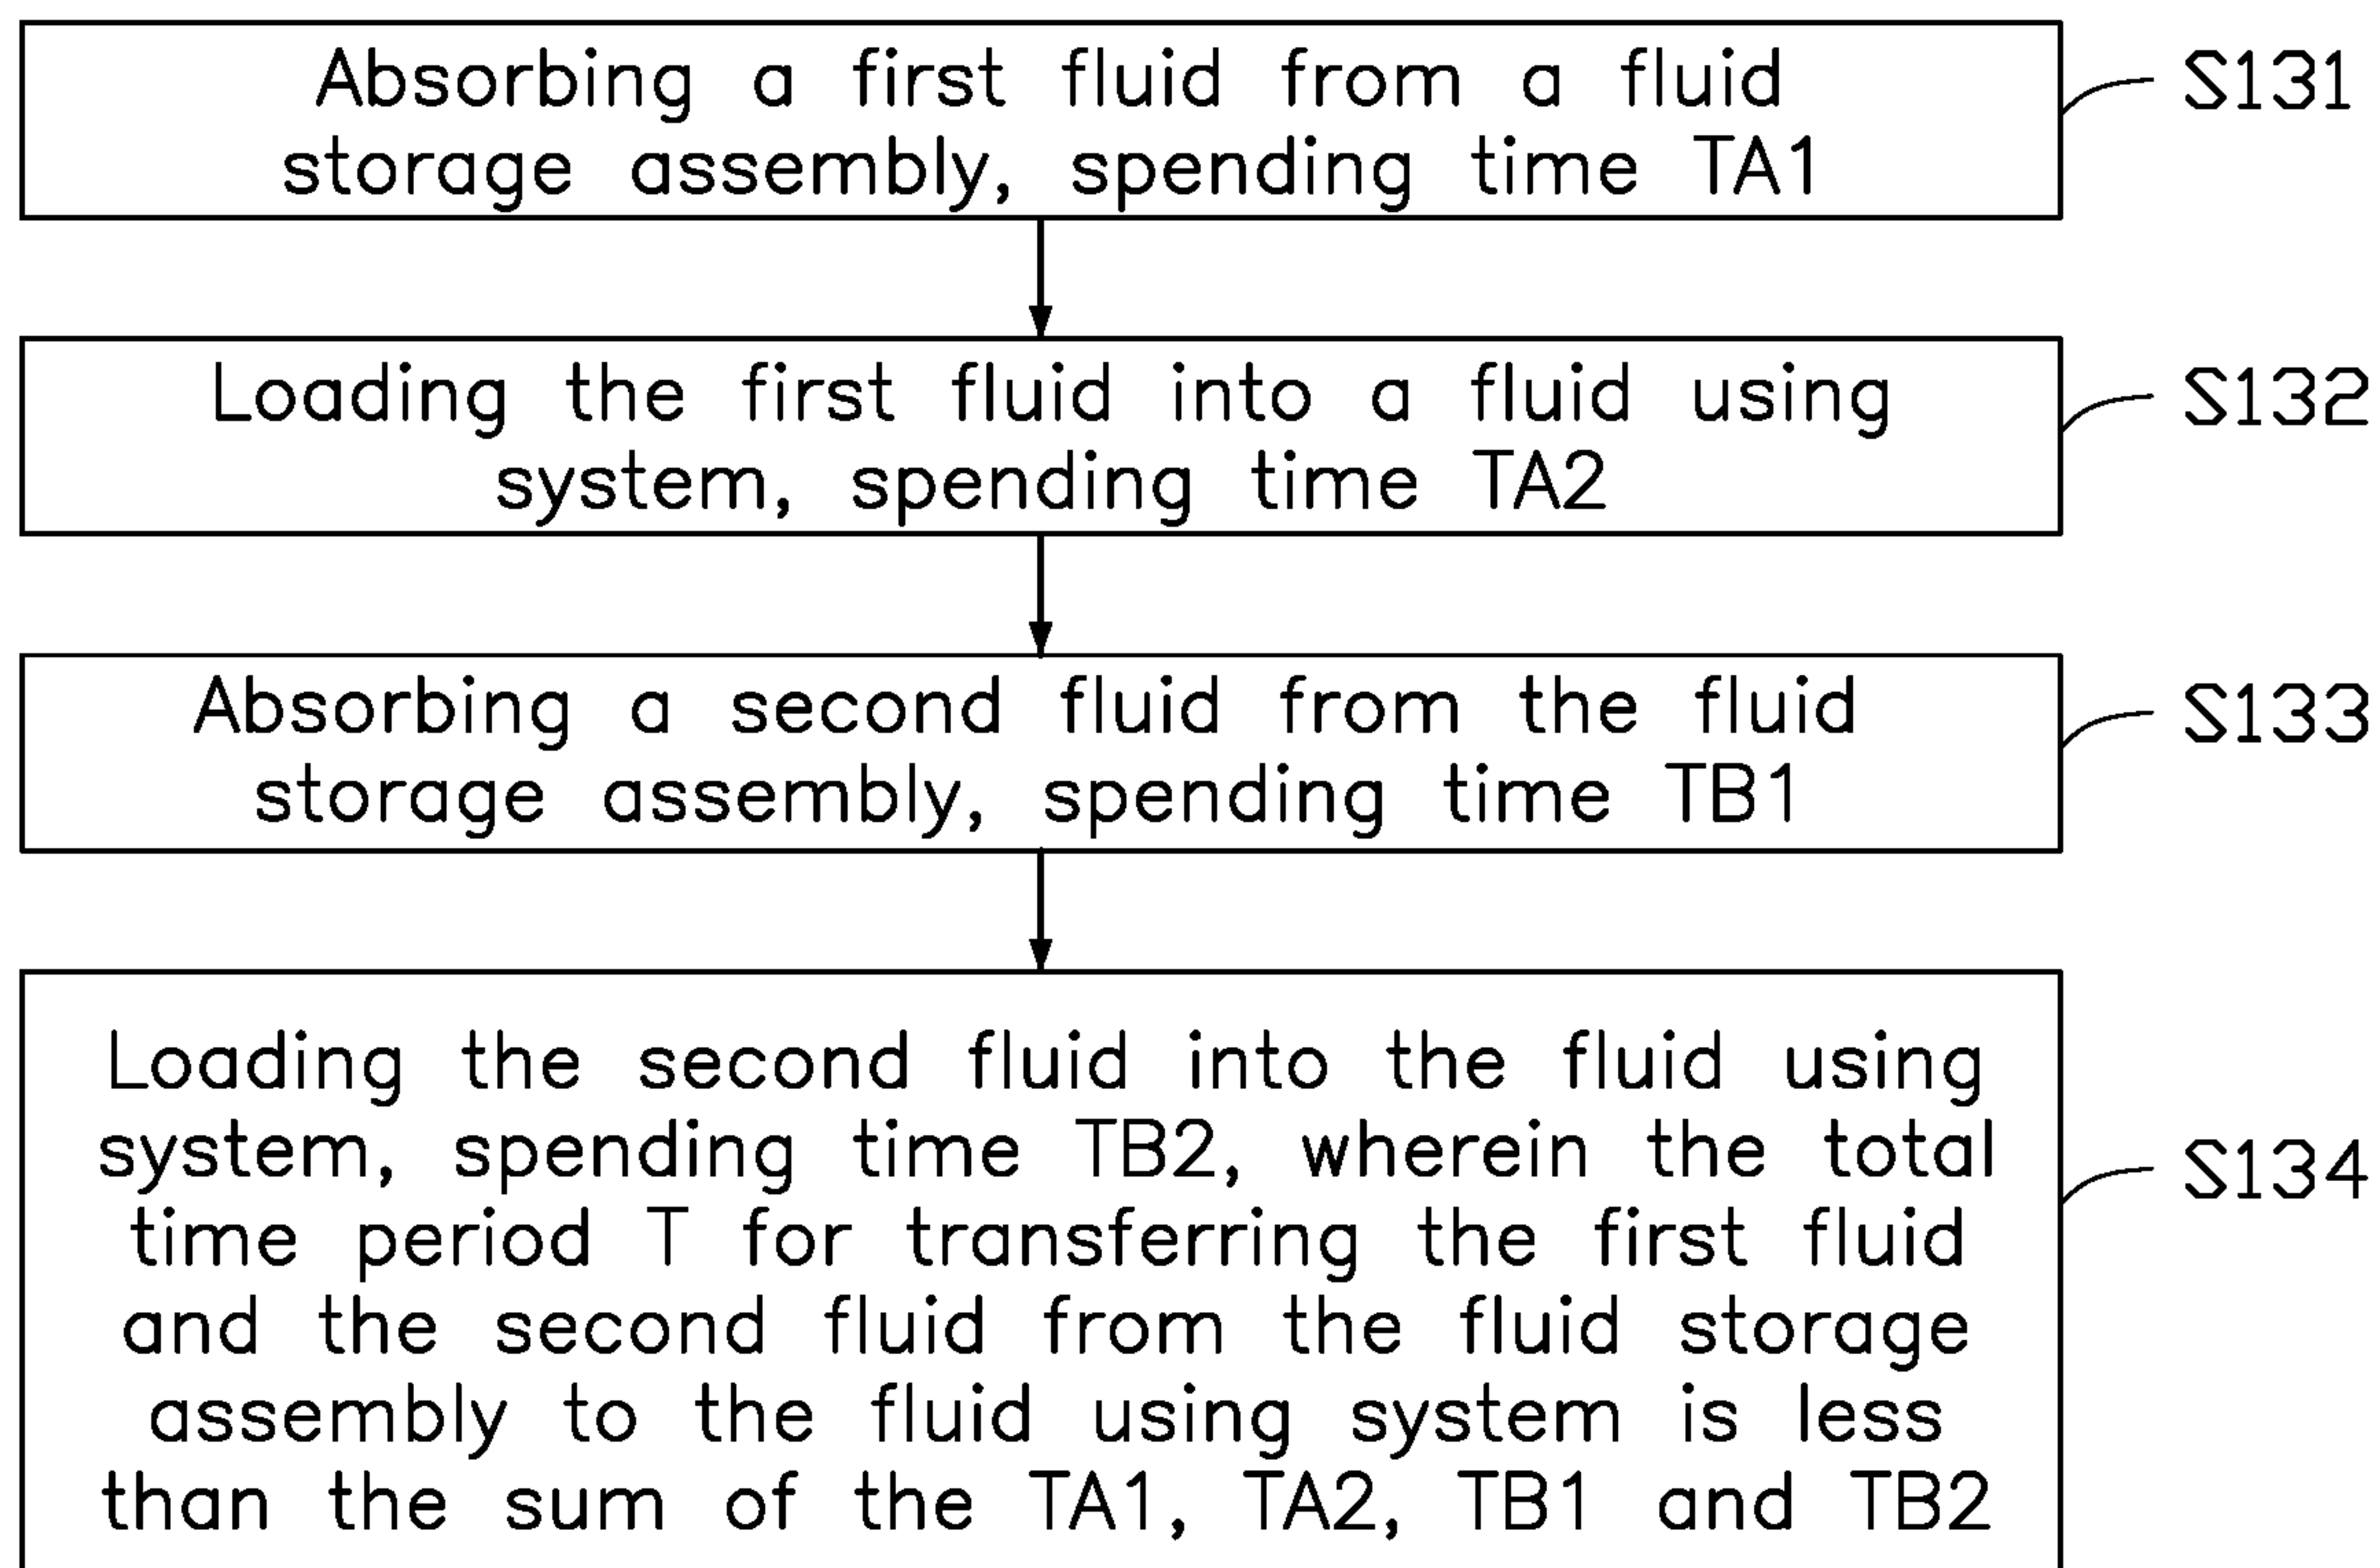 Absorbing a first fluid from a fluid
storage assembly, spending time TA1
S131
Loading the first fluid into a fluid using
system, spending time TA2
S132
Absorbing a second fluid from the fluid
storage assembly, spending time TB1
S133
Loading the second fluid into the fluid using
system, spending time TB2, wherein the total
time period T for transferring the first fluid
and the second fluid from the fluid storage
assembly to the fluid using system is less
than the sum of the TA1, TA2, TB1 and TB2
S134